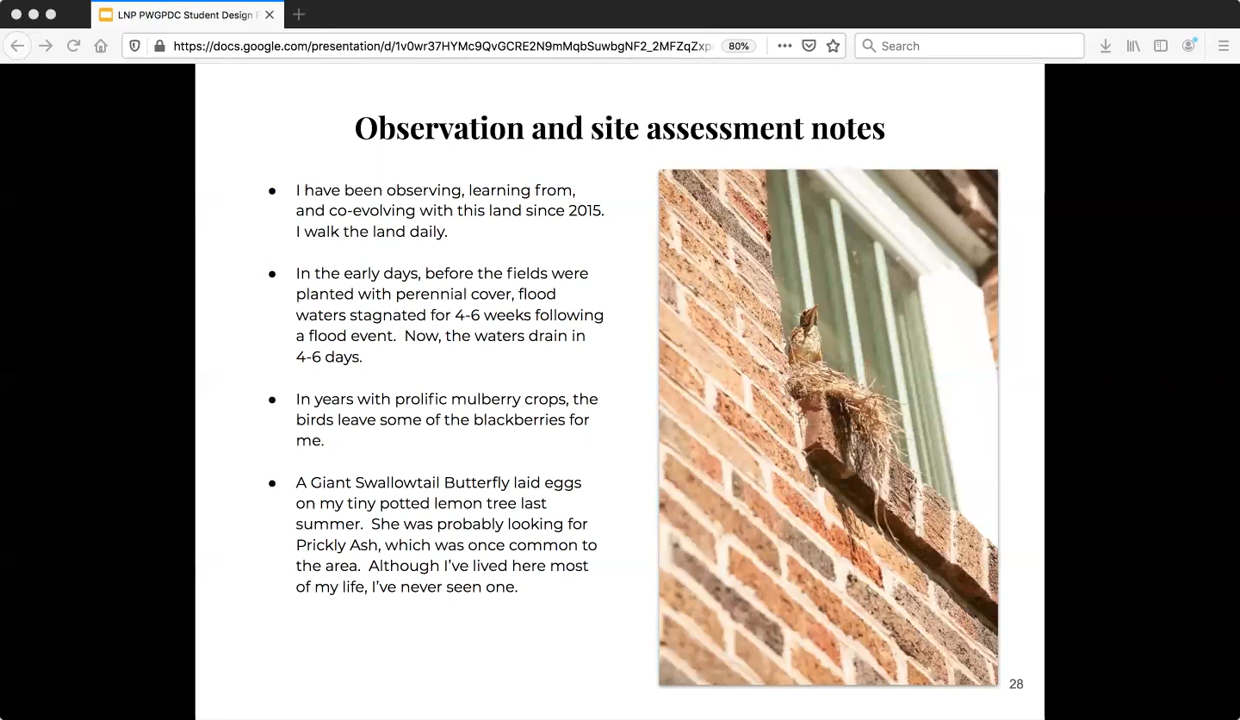 LNP PWGPDC Student Design
https://docs.google.com/presentation/d/1v0wr37HYMc9QvGCRE2N9mMqbSuwbgNF2_2MFZqZxp
80%
Search
Observation and site assessment notes
● I have been observing, learning from,
and co-evolving with this land since 2015.
I walk the land daily.
● In the early days, before the fields were
planted with perennial cover, flood
waters stagnated for 4-6 weeks following
a flood event. Now, the waters drain in
4-6 days.
● In years with prolific mulberry crops, the
birds leave some of the blackberries for
me.
● A Giant Swallowtail Butterfly laid eggs
on my tiny potted lemon tree last
summer. She was probably looking for
Prickly Ash, which was once common to
the area. Although I've lived here most
of my life, I've never seen one.
28